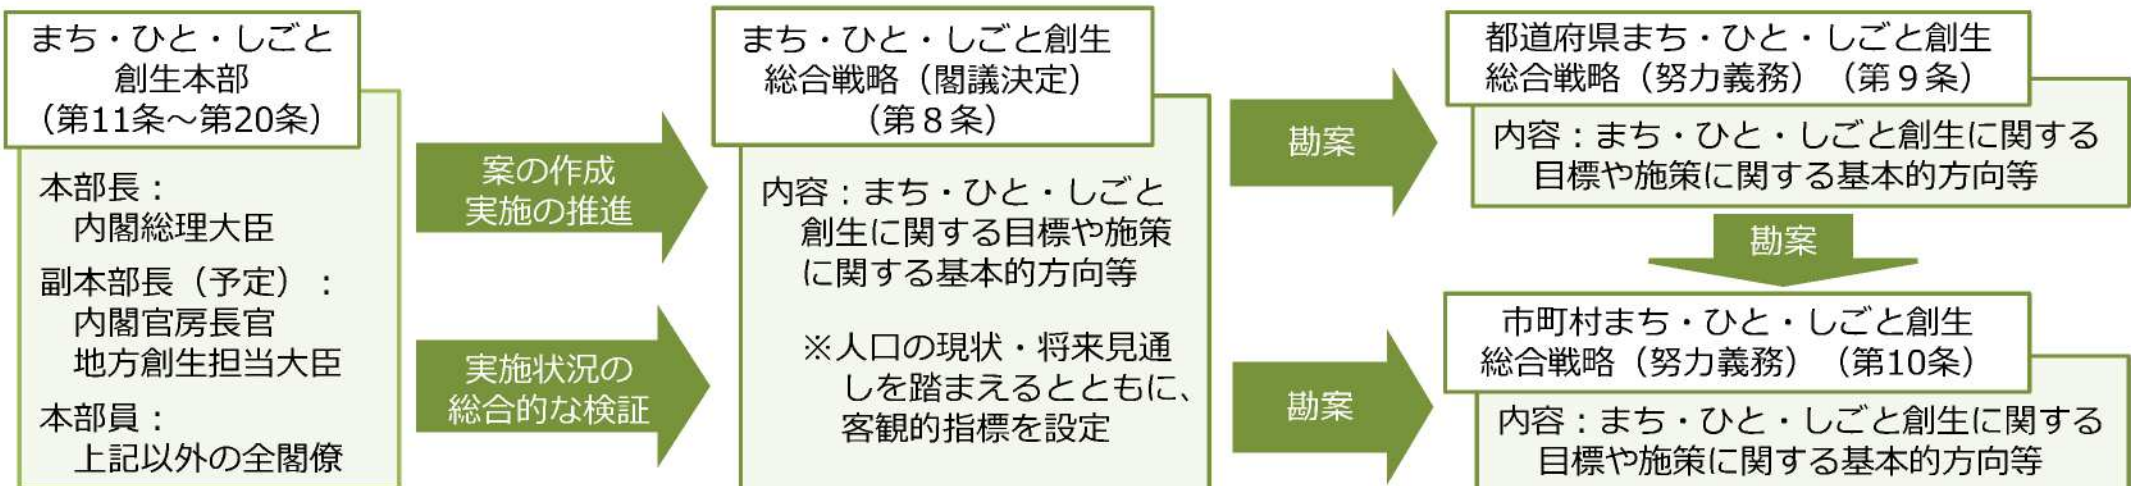 まち・ひと・しごと
創生本部
（第11条～第20条）
本部長：
内閣総理大臣
副本部長（予定）：
内閣官房長官
地方創生担当大臣
本部員：
上記以外の全閣僚
案の作成
実施の推進
実施状況の
総合的な検証
まち・ひと・しごと創生
総合戦略（閣議決定）
（第８条）
内容：まち・ひと・しごと
創生に関する目標や施策
に関する基本的方向等
※人口の現状・将来見通
しを踏まえるとともに、
客観的指標を設定
勘案
勘案
都道府県まち・ひと・しごと創生
総合戦略（努力義務）（第９条）
内容：まち・ひと・しごと創生に関する
目標や施策に関する基本的方向等
勘案
市町村まち・ひと・しごと創生
総合戦略（努力義務）（第10条）
内容：まち・ひと・しごと創生に関する
目標や施策に関する基本的方向等